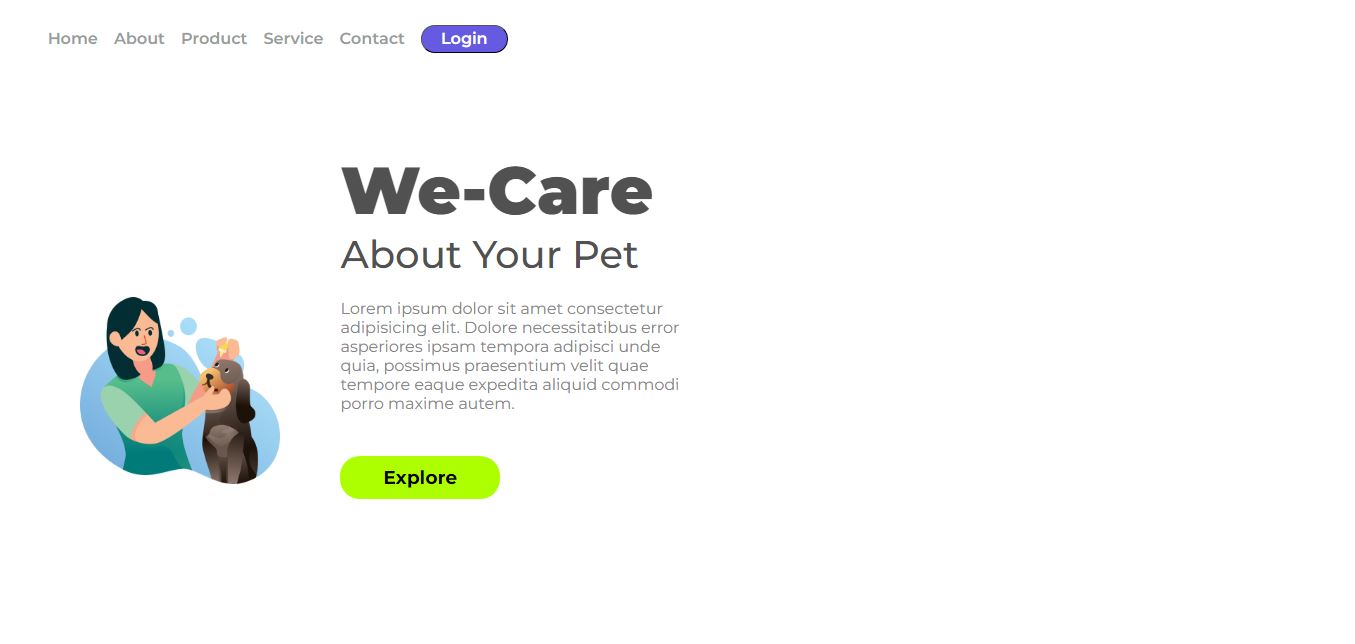 Home About Product Service Contact Login
We-Care
About Your Pet
Lorem ipsum dolor sit amet consectetur
adipisicing elit. Dolore necessitatibus error
asperiores ipsam tempora adipisci unde
quia, possimus praesentium velit quae
tempore eaque expedita aliquid commodi
porro maxime autem.
Explore